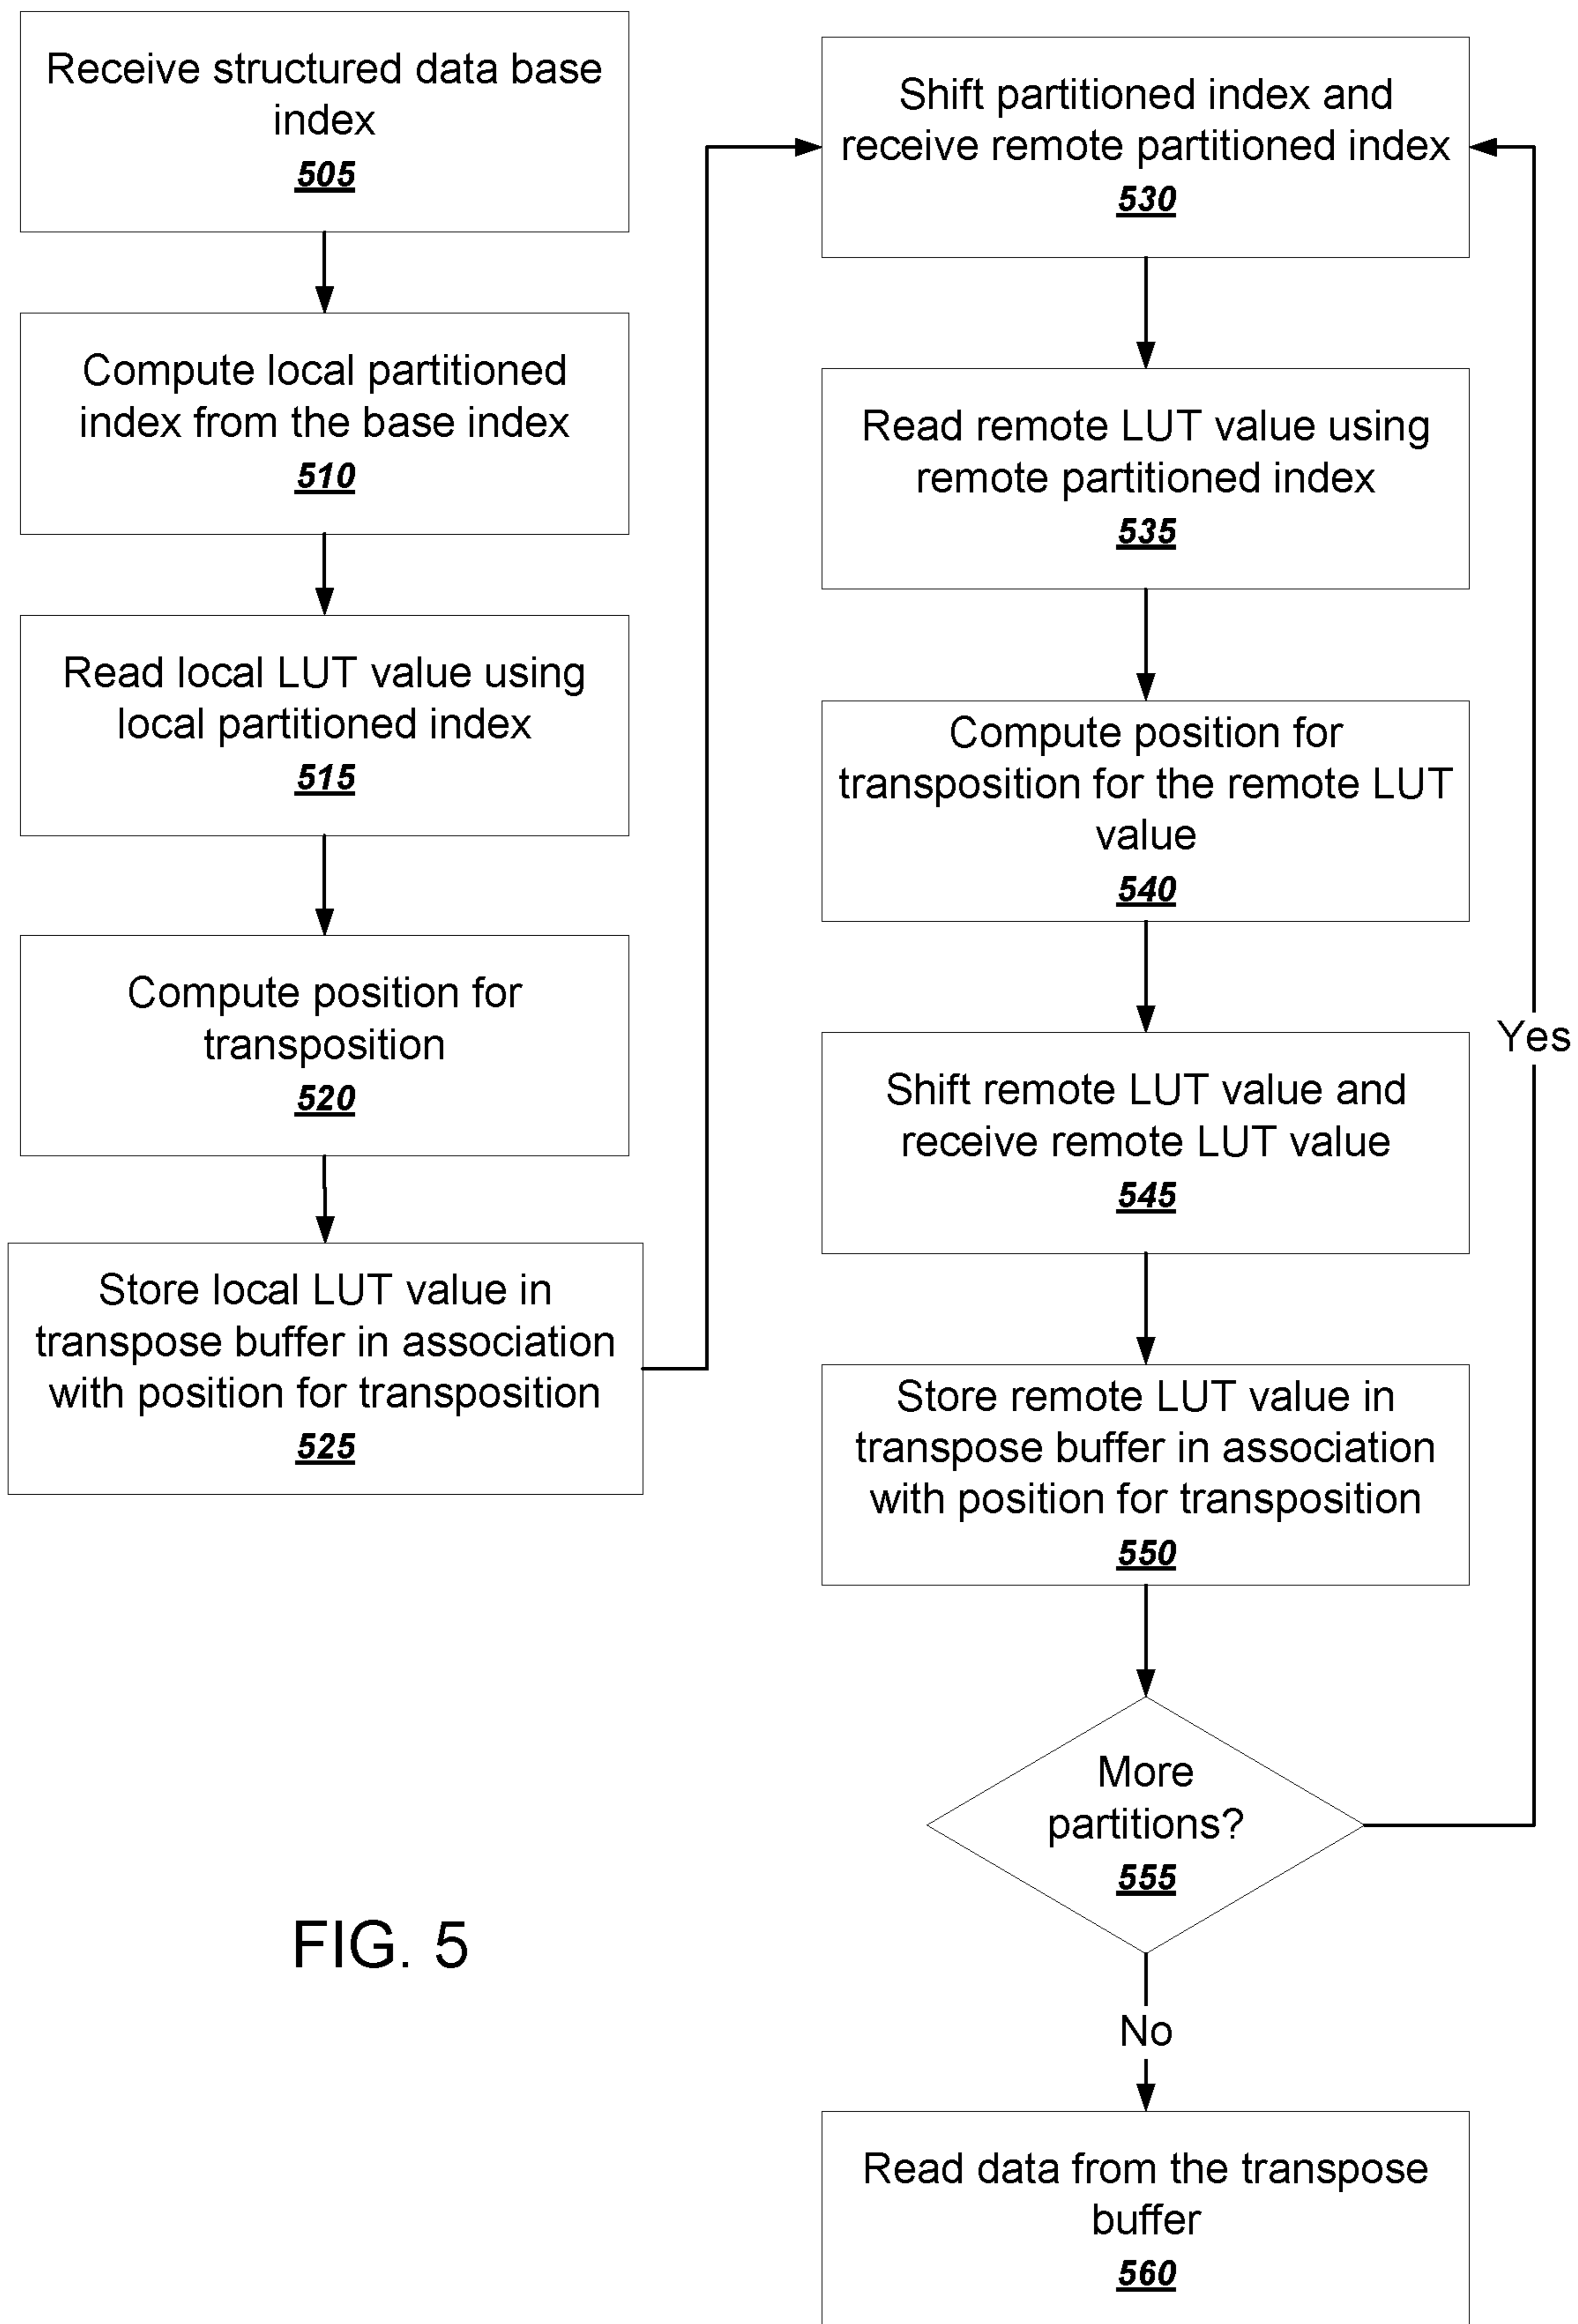 Receive structured data base
index
505
Compute local partitioned
index from the base index
510
Read local LUT value using
local partitioned index
515
Compute position for
transposition
520
Store local LUT value in
transpose buffer in association
with position for transposition
525
Shift partitioned index and
receive remote partitioned index
530
Read remote LUT value using
remote partitioned index
535
Compute position for
transposition for the remote LUT
value
540
Shift remote LUT value and
receive remote LUT value
545
Store remote LUT value in
transpose buffer in association
with position for transposition
550
More
partitions?
555
Yes
No
Read data from the transpose
buffer
560
FIG. 5